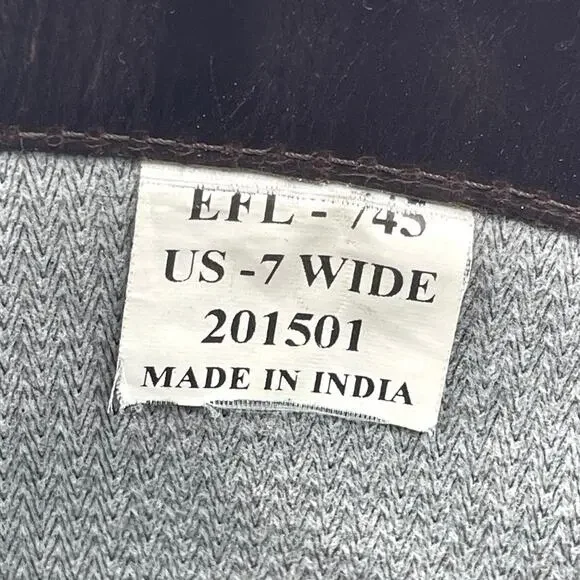 EFL - 745
US -7 WIDE
201501
MADE IN INDIA